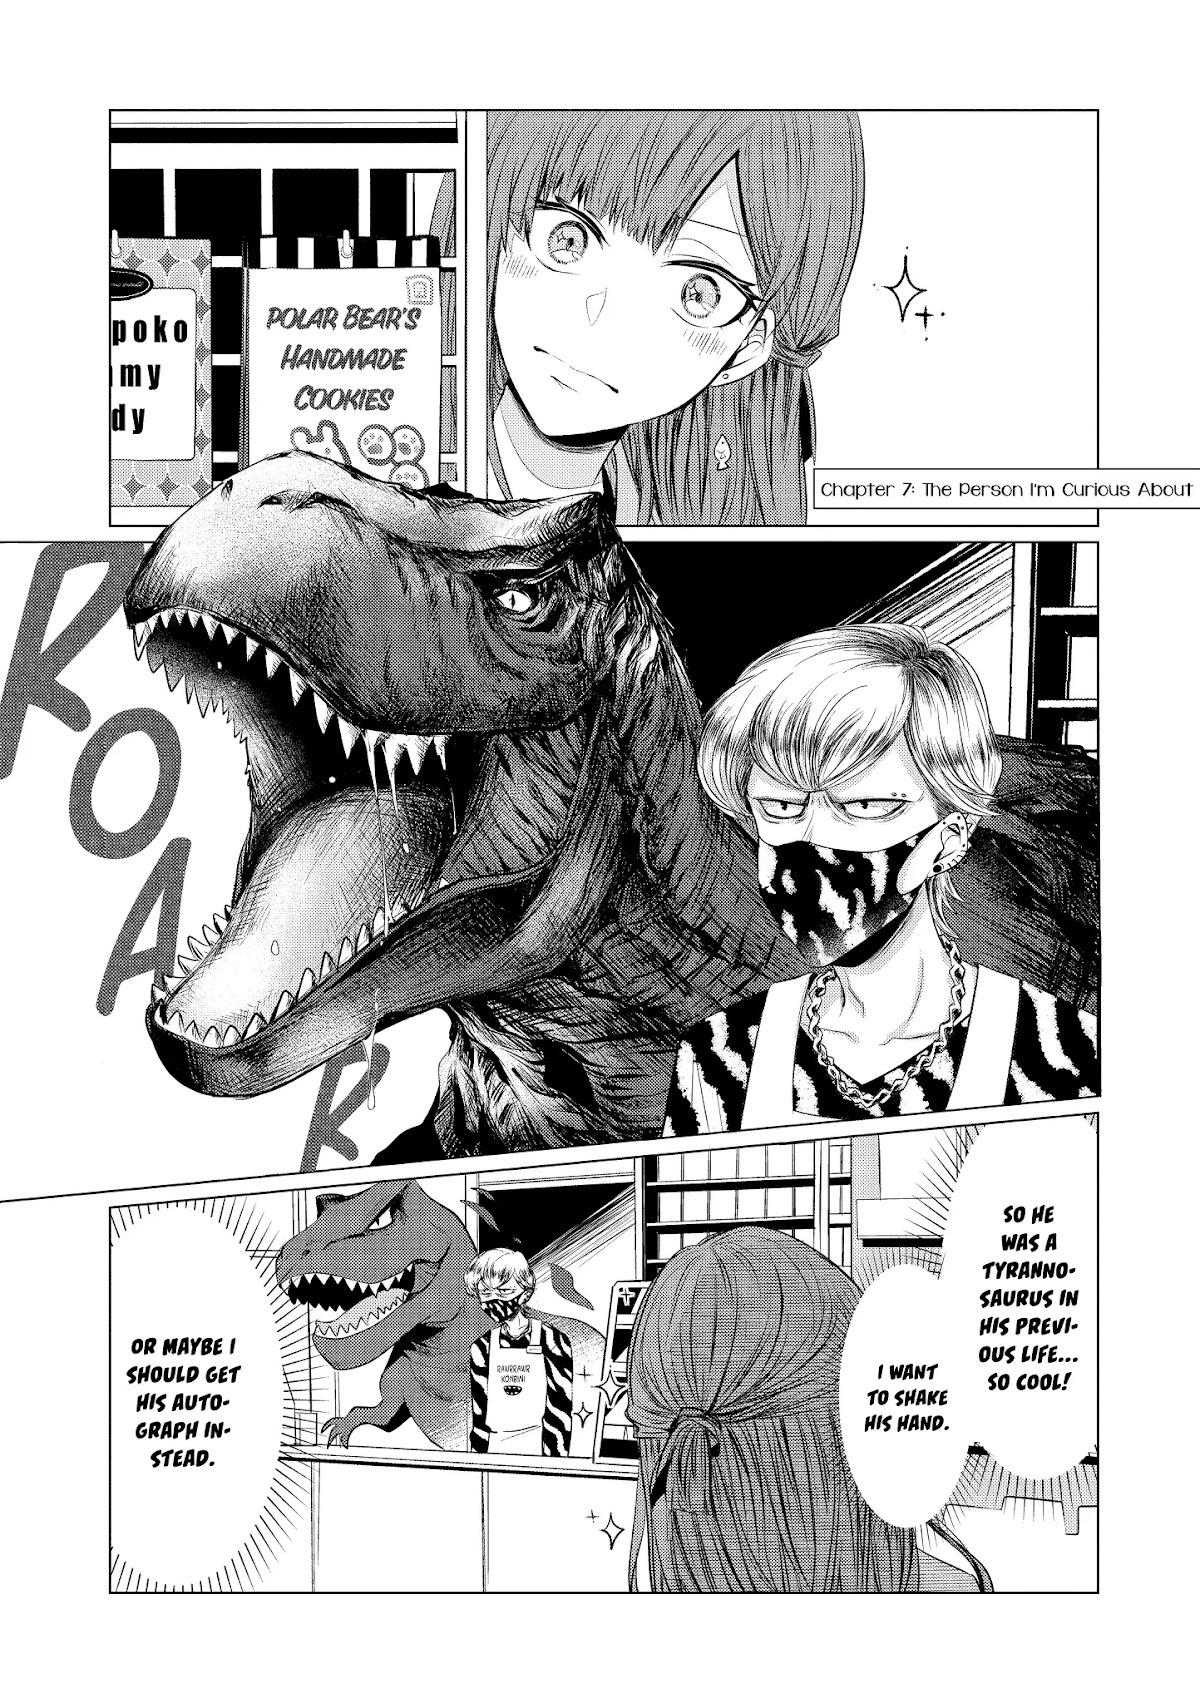 poko
my
dy
POLAR BEAR'S
HANDMADE
COOKIES
Chapter 7: The Person I'm Curious About
ROAR
SO HE
WAS A
TYRANNO-
SAURUS IN
HIS PREVI-
OUS LIFE...
SO COOL!
I WANT
TO SHAKE
HIS HAND.
RAWRRAWR
KONBINI
OR MAYBE I
SHOULD GET
HIS AUTO-
GRAPH IN-
STEAD.